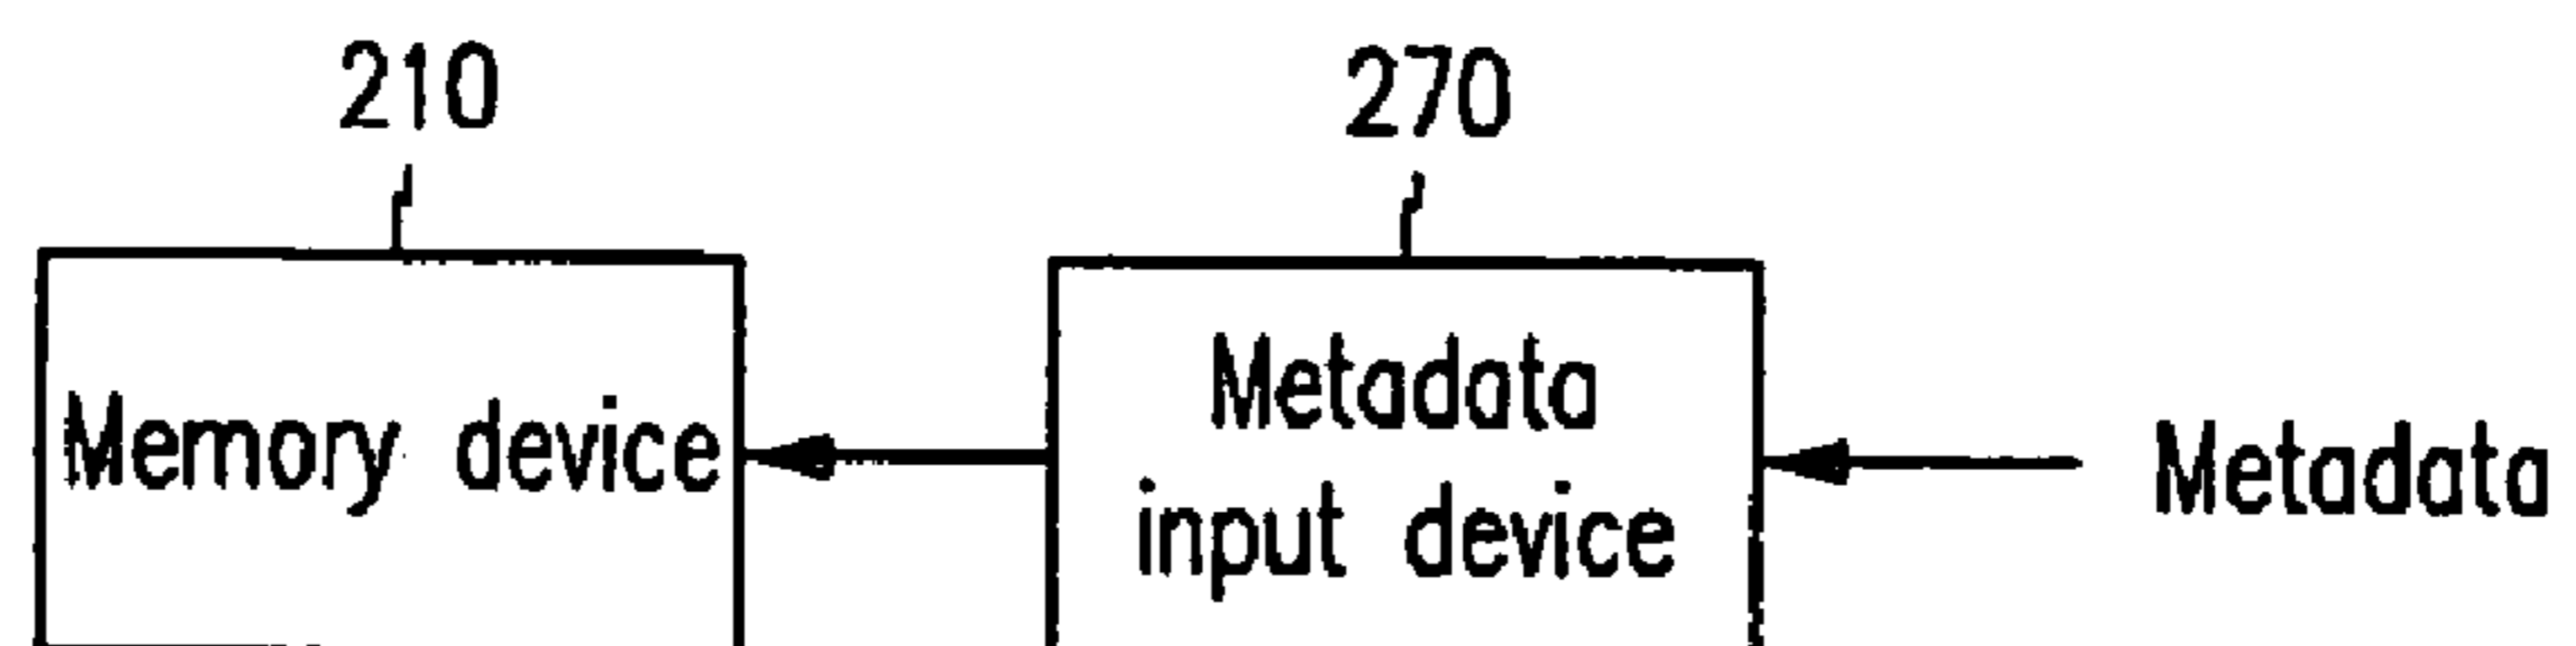 210
270
Memory device
Metadata
input device
Metadata